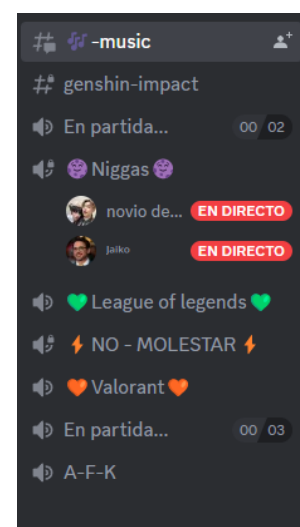 -music
genshin-impact
En partida... 00 02
Niggas
novio de... EN DIRECTO
Jaiko EN DIRECTO
League of legends
NO - MOLESTAR
Valorant
En partida... 00 03
A-F-K